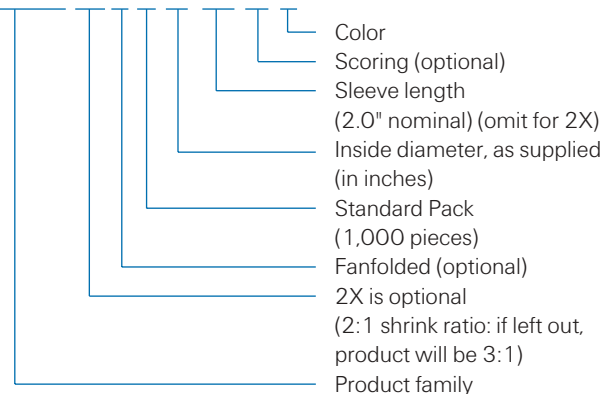 Color
Scoring (optional)
Sleeve length
(2.0" nominal) (omit for 2X)
Inside diameter, as supplied
(in inches)
Standard Pack
(1,000 pieces)
Fanfolded (optional)
2X is optional
(2:1 shrink ratio: if left out,
product will be 3:1)
Product family